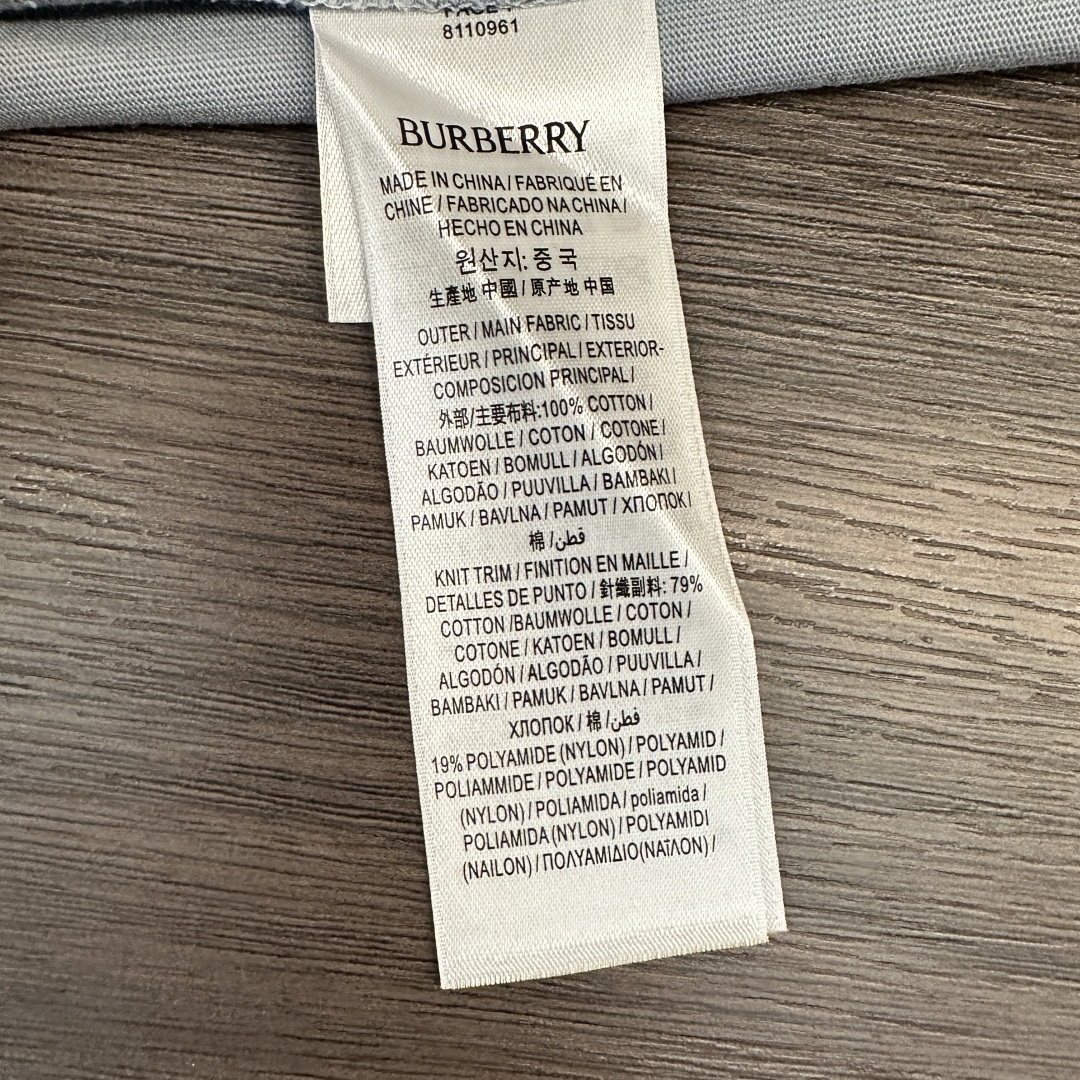 8110961
BURBERRY
MADE IN CHINA / FABRIQUÉ EN
CHINE / FABRICADO NA CHINA /
HECHO EN CHINA
원산지: 중국
生產地 中國 / 原产地 中国
OUTER / MAIN FABRIC / TISSU
EXTÉRIEUR / PRINCIPAL / EXTERIOR-
COMPOSICION PRINCIPAL /
外部/主要布料:100% COTTON /
BAUMWOLLE / COTON / COTONE /
KATOEN / BOMULL / ALGODÓN /
ALGODÃO / PUUVILLA / BAMBAKI /
PAMUK / BAVLNA / PAMUT / ХЛОПОК /
棉 / قطن
KNIT TRIM / FINITION EN MAILLE /
DETALLES DE PUNTO / 針織副料: 79%
COTTON /BAUMWOLLE / COTON /
COTONE / KATOEN / BOMULL /
ALGODÓN / ALGODÃO / PUUVILLA /
BAMBAKI / PAMUK / BAVLNA / PAMUT /
ХЛОПОК / 棉 / قطن
19% POLYAMIDE (NYLON) / POLYAMID /
POLIAMMIDE / POLYAMIDE / POLYAMID
(NYLON) / POLIAMIDA / poliamida /
POLIAMIDA (NYLON) / POLYAMIDI
(NAILON) / ΠΟΛΥΑΜΙΔΙΟ(ΝΑΪΛΟΝ) /